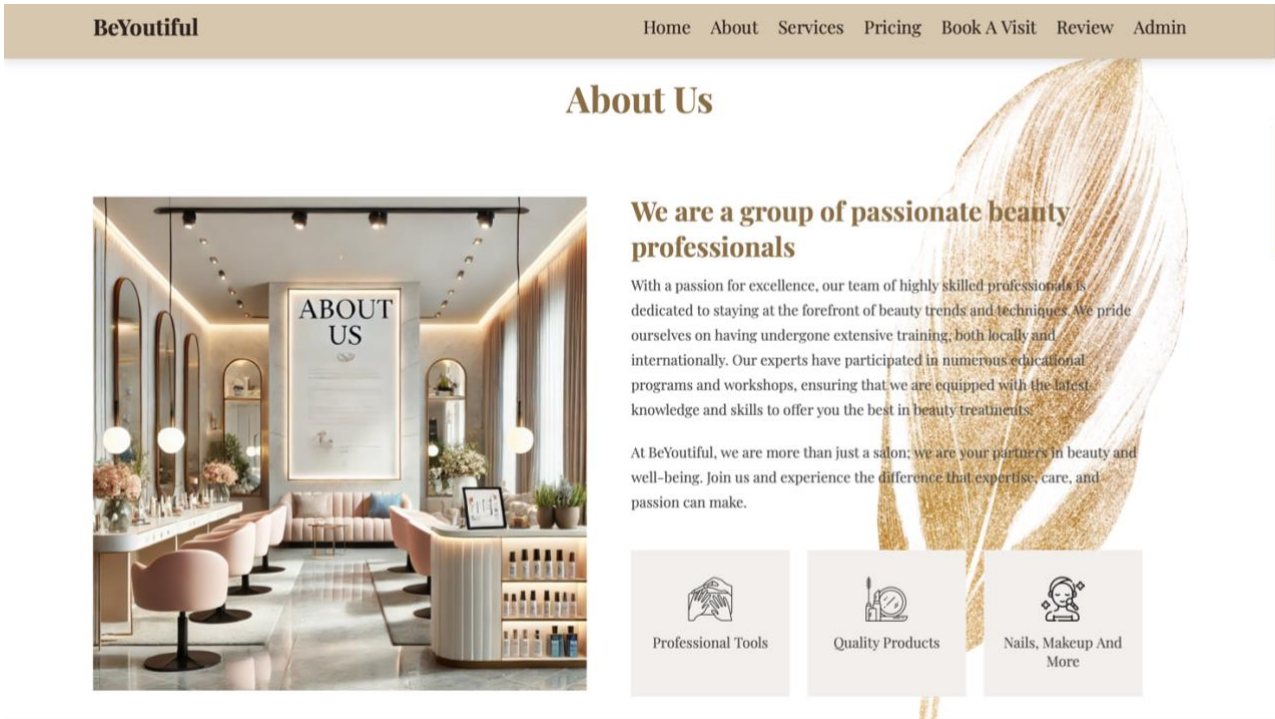 BeYoutiful
Home About Services Pricing Book A Visit Review Admin
About Us
ABOUT
US
We are a group of passionate beauty
professionals
With a passion for excellence, our team of highly skilled professionals is
dedicated to staying at the forefront of beauty trends and techniques. We pride
ourselves on having undergone extensive training, both locally and
internationally. Our experts have participated in numerous educational
programs and workshops, ensuring that we are equipped with the latest
knowledge and skills to offer you the best in beauty treatments.
At BeYoutiful, we are more than just a salon; we are your partners in beauty and
well-being. Join us and experience the difference that expertise, care, and
passion can make.
Professional Tools
Quality Products
Nails, Makeup And
More